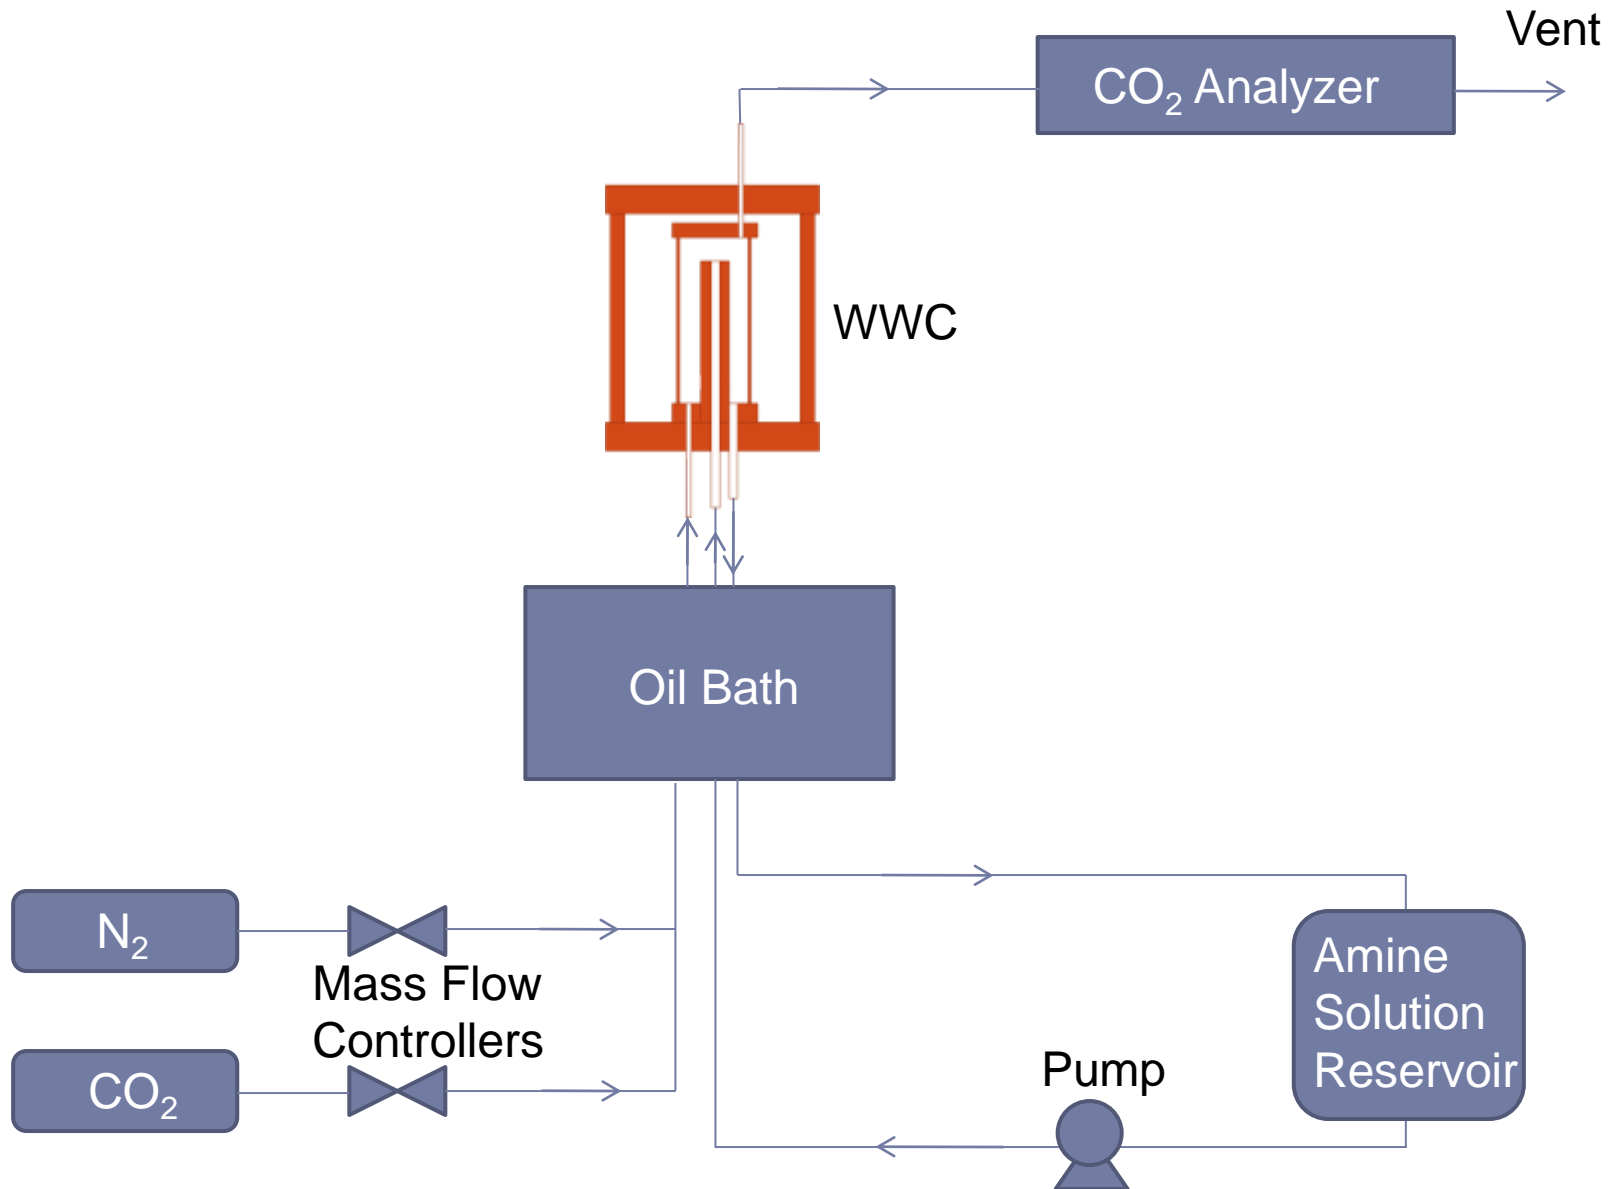 Vent
CO₂ Analyzer
WWC
Oil Bath
N₂
Mass Flow
Controllers
CO₂
Amine
Solution
Reservoir
Pump